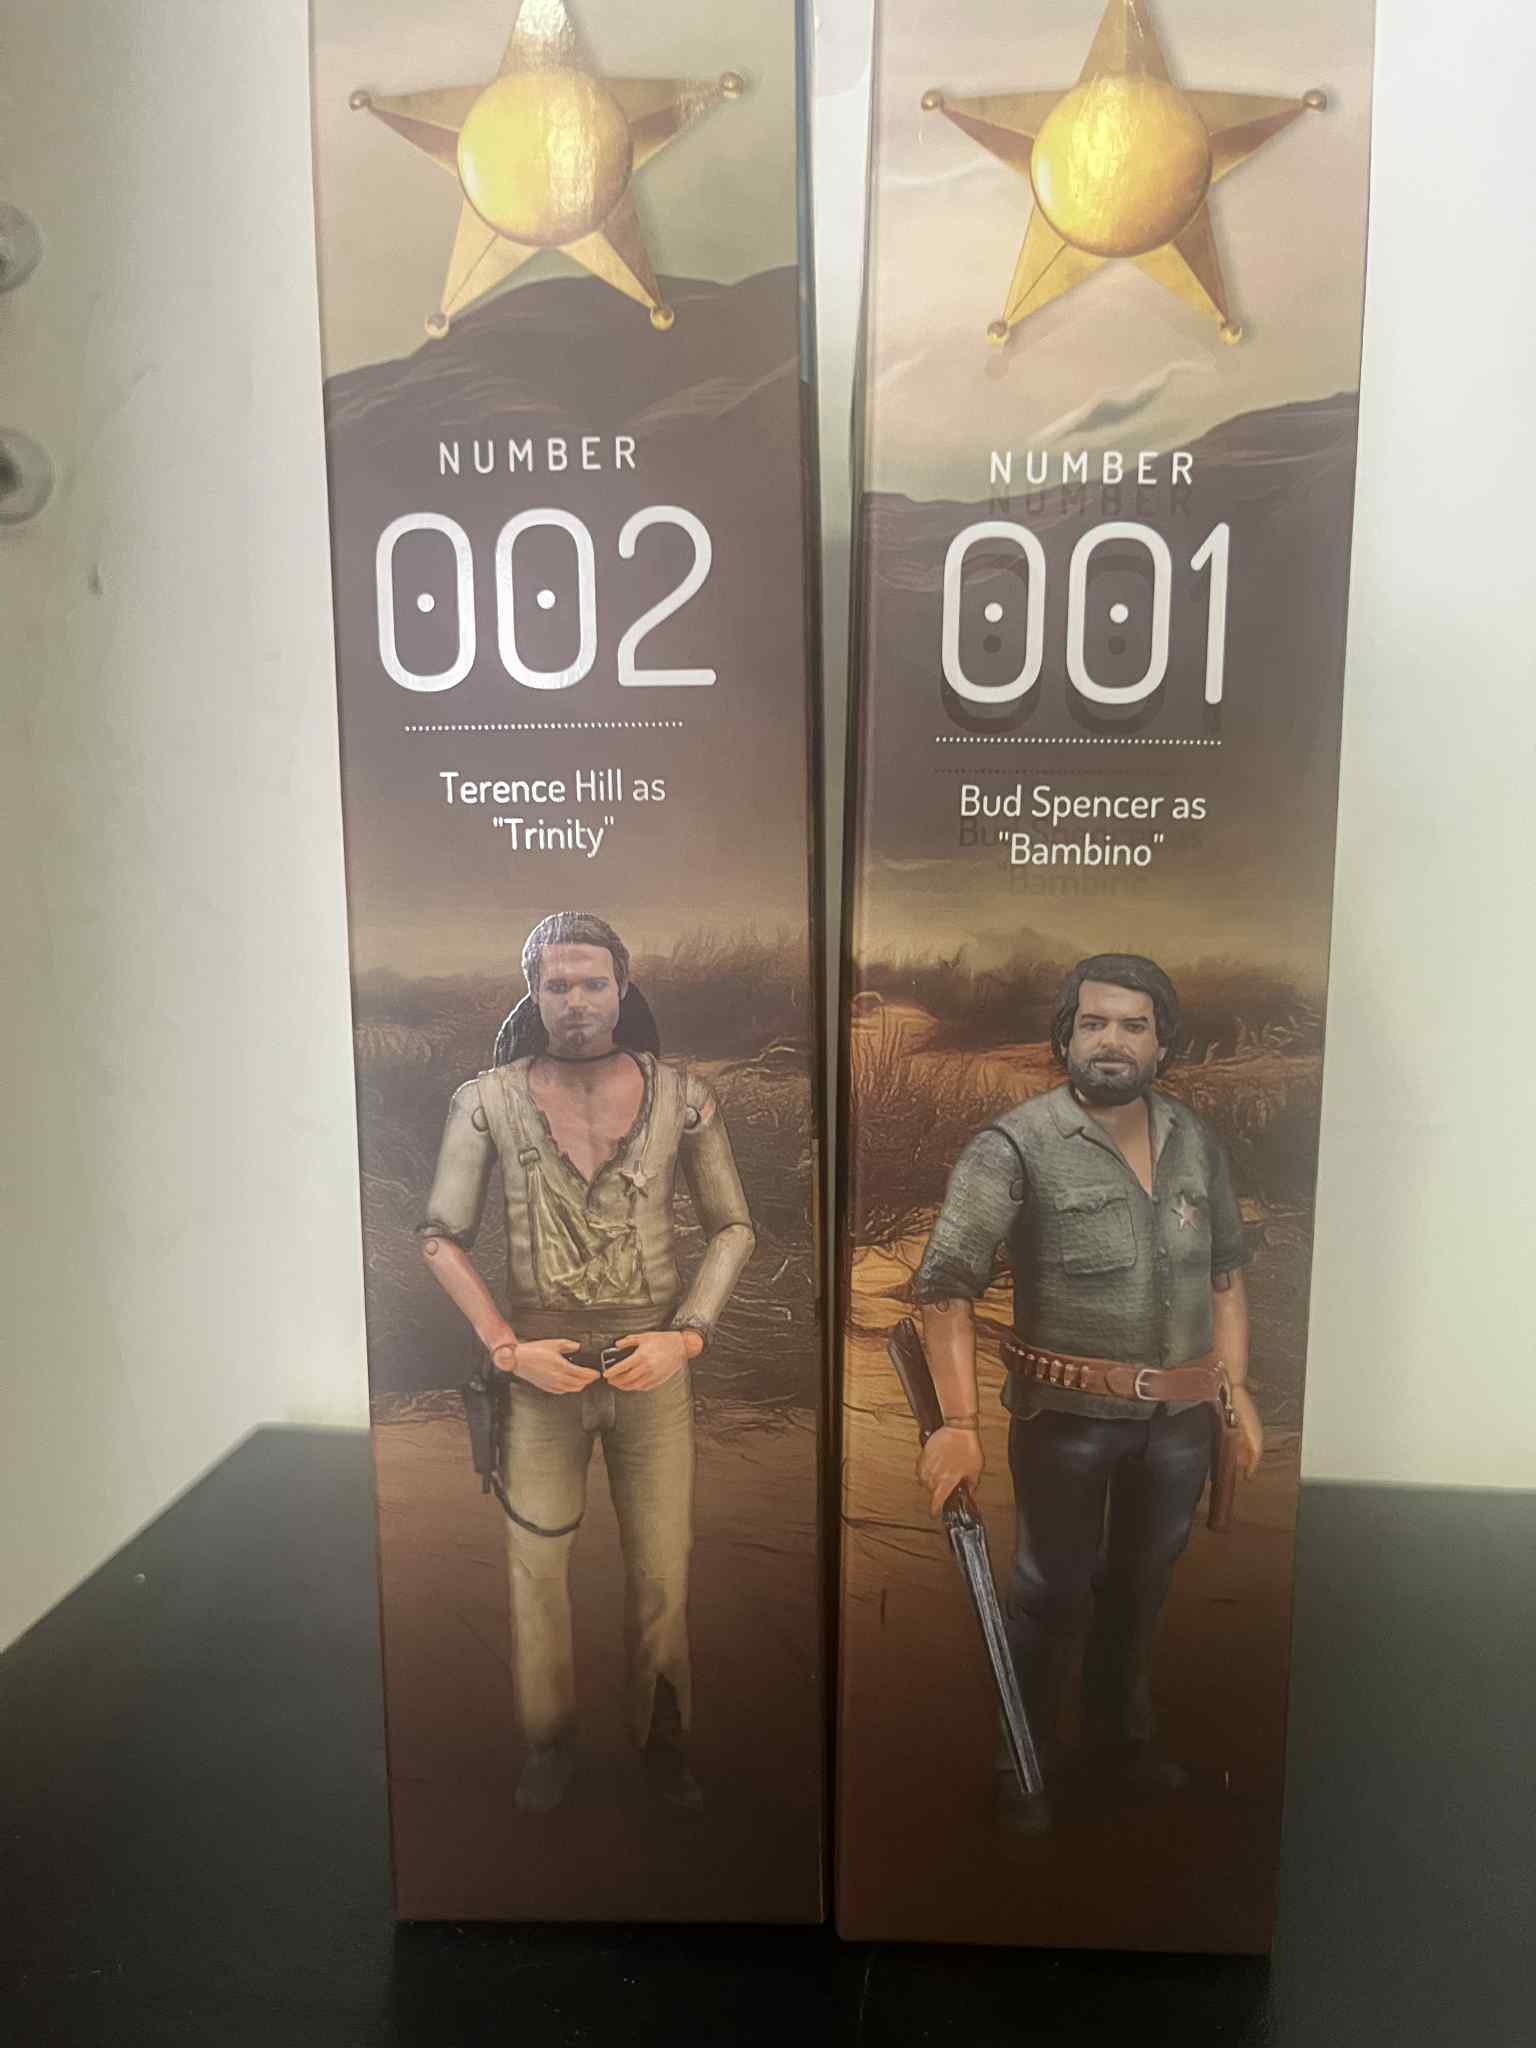 NUMBER
002
Terence Hill as
"Trinity"
NUMBER
001
Bud Spencer as
"Bambino"